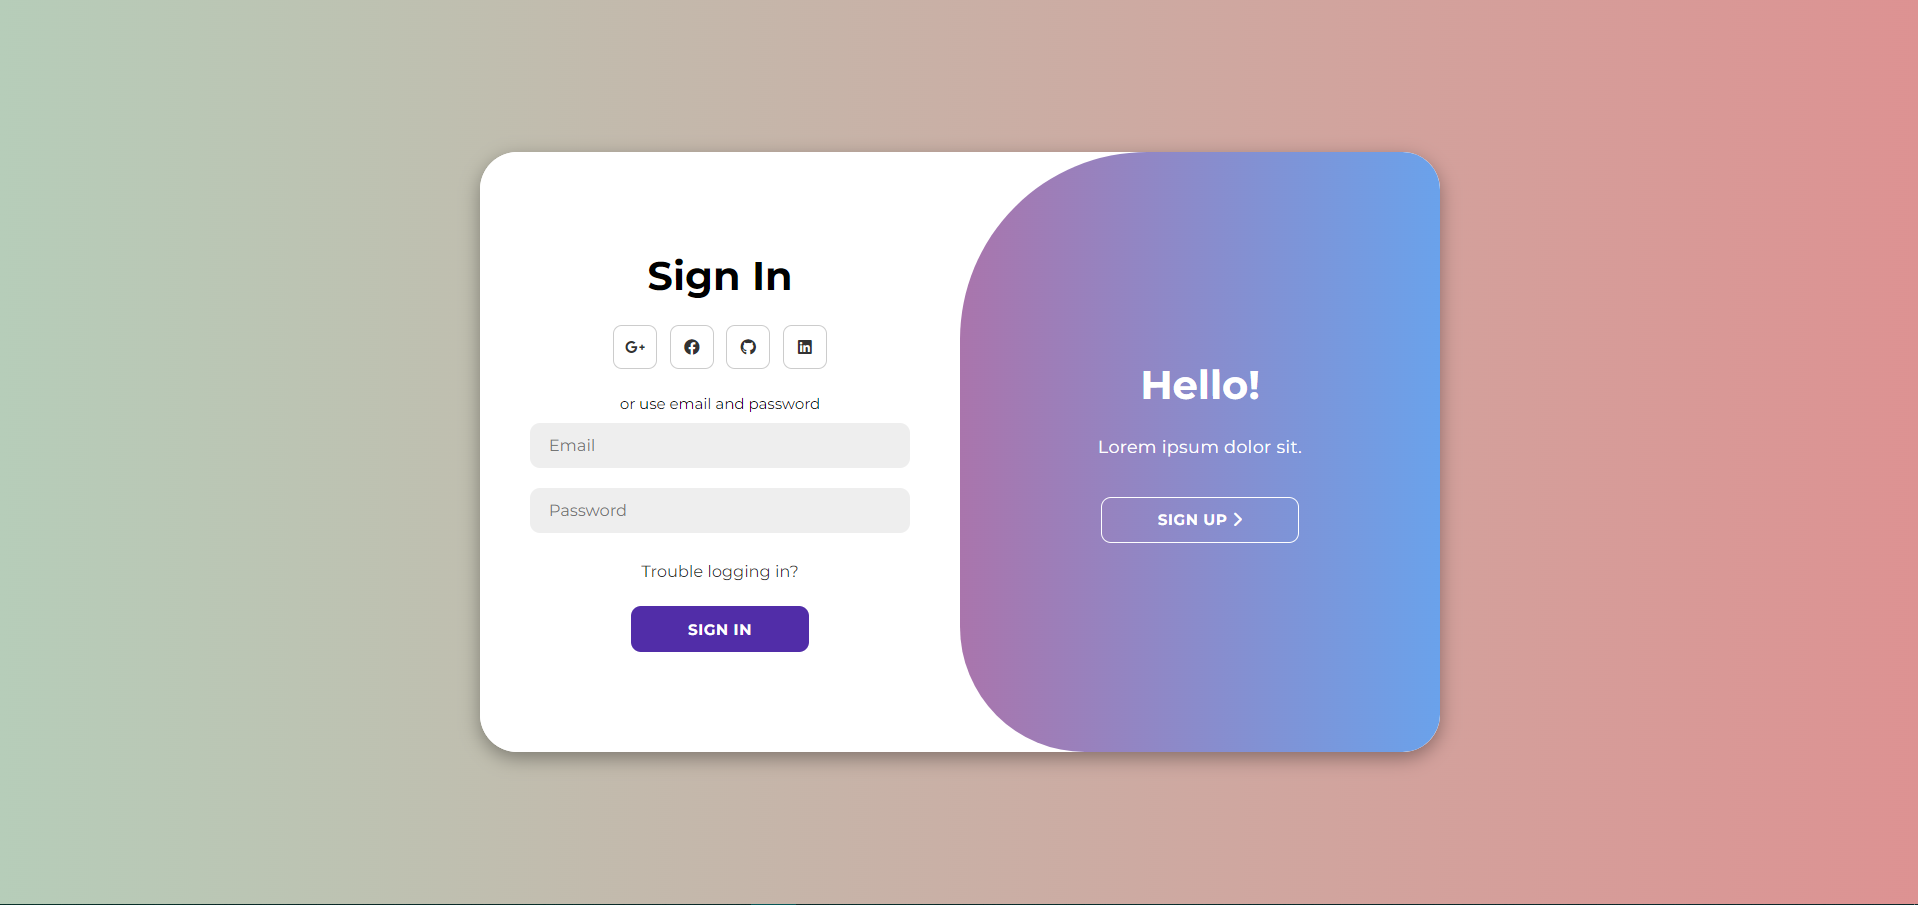 Sign In
G+
or use email and password
Email
Password
Trouble logging in?
SIGN IN
Hello!
Lorem ipsum dolor sit.
SIGN UP